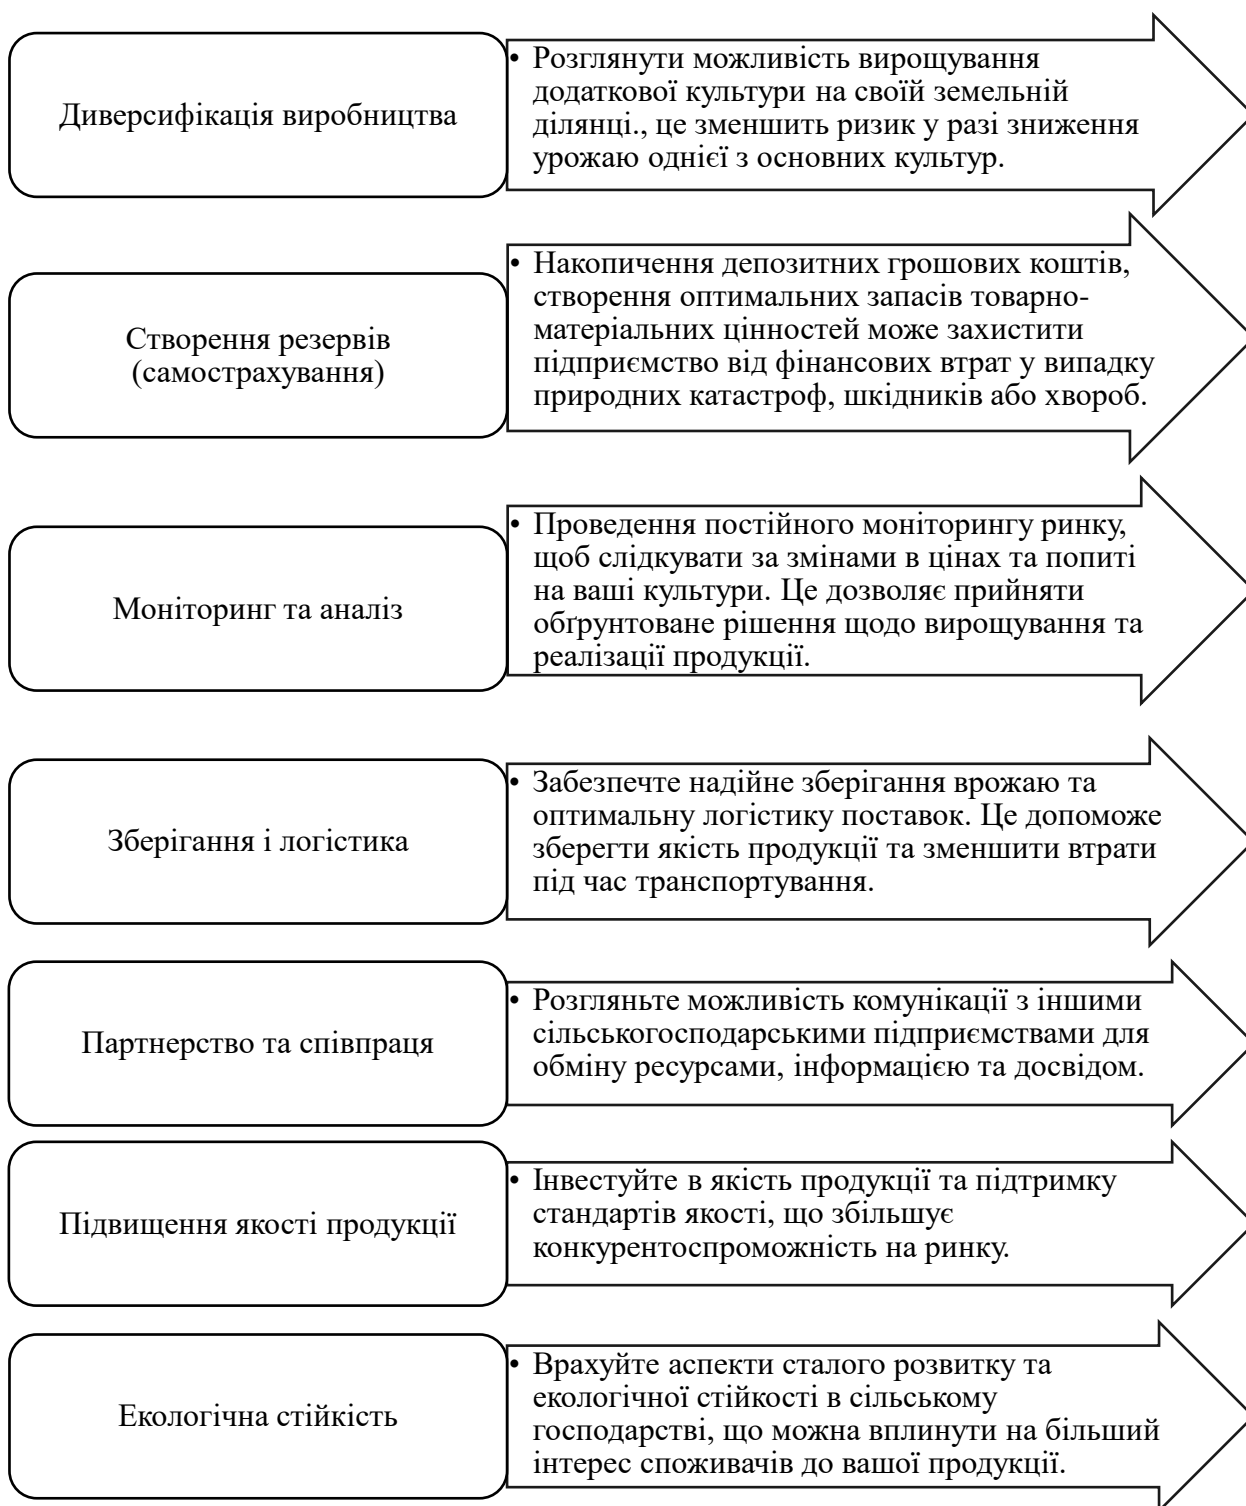 Диверсифікація виробництва
• Розглянути можливість вирощування
додаткової культури на своїй земельній
ділянці., це зменшить ризик у разі зниження
урожаю однієї з основних культур.
Створення резервів
(самострахування)
• Накопичення депозитних грошових коштів,
створення оптимальних запасів товарно-
матеріальних цінностей може захистити
підприємство від фінансових втрат у випадку
природних катастроф, шкідників або хвороб.
Моніторинг та аналіз
• Проведення постійного моніторингу ринку,
щоб слідкувати за змінами в цінах та попиті
на ваші культури. Це дозволяє прийняти
обґрунтоване рішення щодо вирощування та
реалізації продукції.
Зберігання і логістика
• Забезпечте надійне зберігання врожаю та
оптимальну логістику поставок. Це допоможе
зберегти якість продукції та зменшити втрати
під час транспортування.
Партнерство та співпраця
• Розгляньте можливість комунікації з іншими
сільськогосподарськими підприємствами для
обміну ресурсами, інформацією та досвідом.
Підвищення якості продукції
• Інвестуйте в якість продукції та підтримку
стандартів якості, що збільшує
конкурентоспроможність на ринку.
Екологічна стійкість
• Врахуйте аспекти сталого розвитку та
екологічної стійкості в сільському
господарстві, що можна вплинути на більший
інтерес споживачів до вашої продукції.